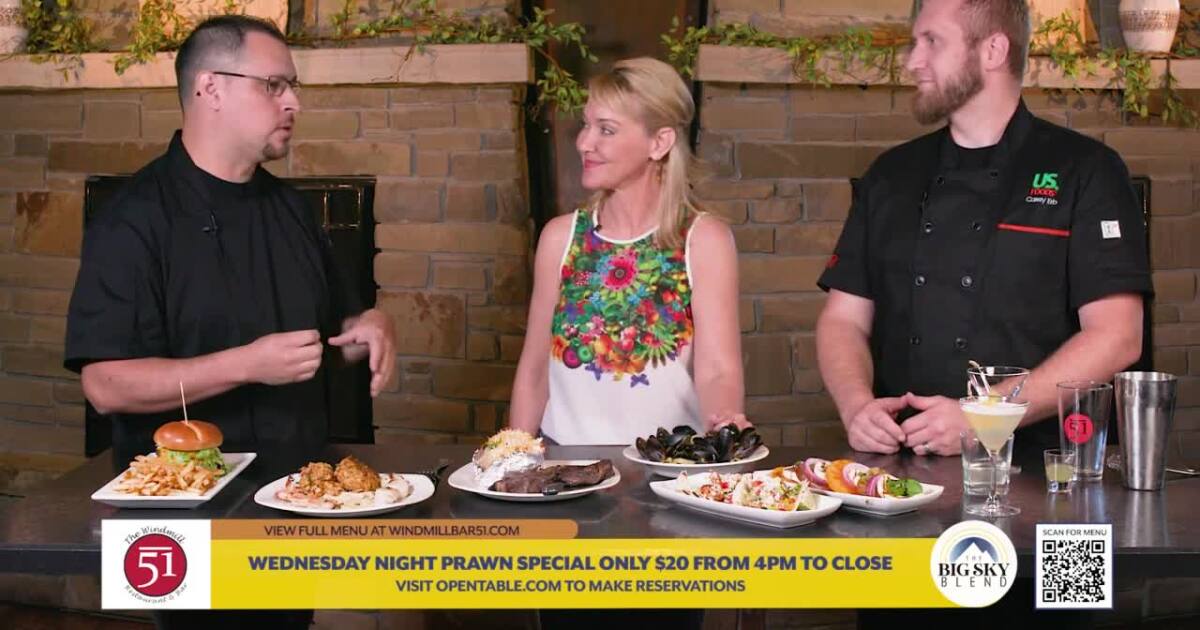 US.
FOODS
Casey Erb
51
VIEW FULL MENU AT WINDMILLBAR51.COM
The Windmill
51
Restaurant & Bar
WEDNESDAY NIGHT PRAWN SPECIAL ONLY $20 FROM 4PM TO CLOSE
VISIT OPENTABLE.COM TO MAKE RESERVATIONS
THE
BIG SKY
BLEND
SCAN FOR MENU